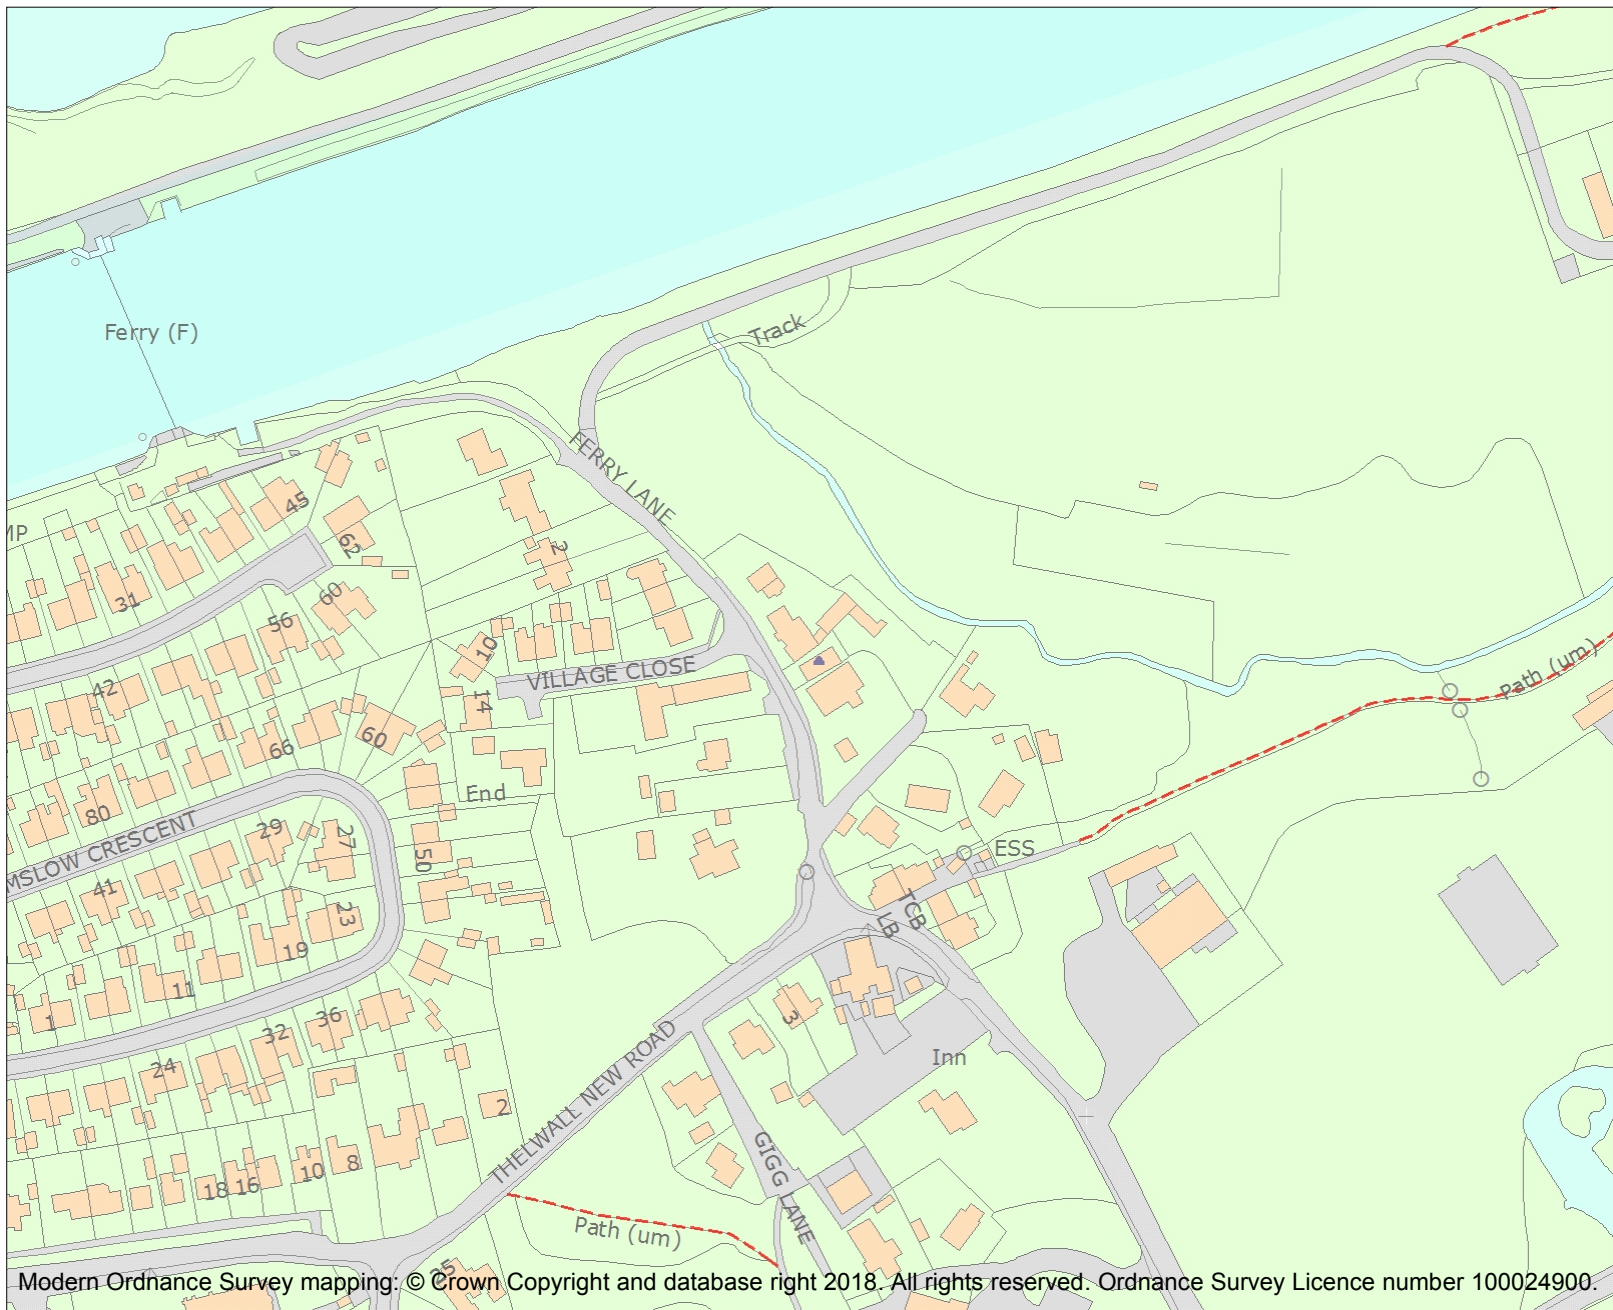 Ferry (F)
Track
FERRY LANE
45
MP
62
2
31
60
56
10
VILLAGE CLOSE
Path (um)
42
14
60
66
End
80
29
27
MSLOW CRESCENT
50
ESS
41
23
TCB
LB
19
11
1
36
3
32
Inn
24
THELWALL NEW ROAD
2
GIGG LANE
8
10
18 16
Path (um)
35
Modern Ordnance Survey mapping: © Crown Copyright and database right 2018. All rights reserved. Ordnance Survey Licence number 100024900.